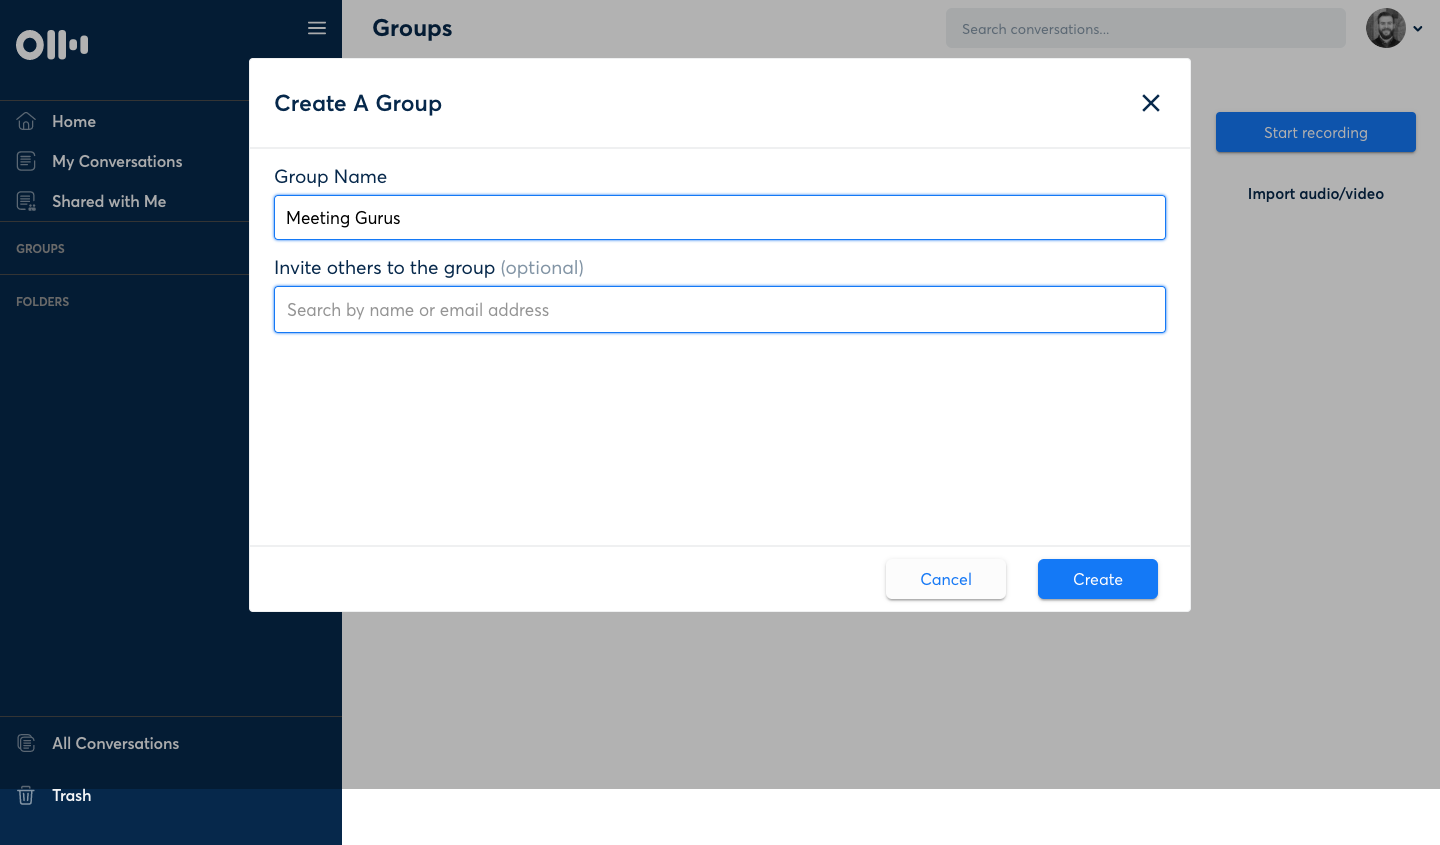 Groups
Search conversations...
Create A Group
Home
My Conversations
Shared with Me
GROUPS
FOLDERS
Group Name
Meeting Gurus
Invite others to the group (optional)
Search by name or email address
Cancel
Create
Start recording
Import audio/video
All Conversations
Trash